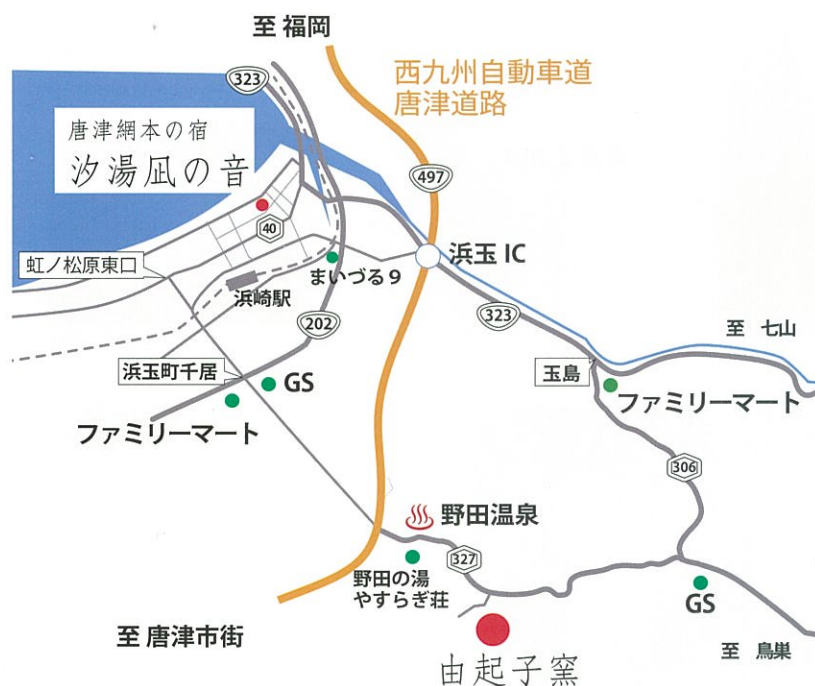 至 福岡
323
西九州自動車道
唐津道路
唐津網本の宿
汐湯凪の音
497
40
虹ノ松原東口
浜玉 IC
まいづる 9
浜崎駅
323
202
至 七山
浜玉町千居
玉島
GS
ファミリーマート
ファミリーマート
306
野田温泉
327
野田の湯
やすらぎ荘
GS
至 唐津市街
至 鳥巣
由起子窯